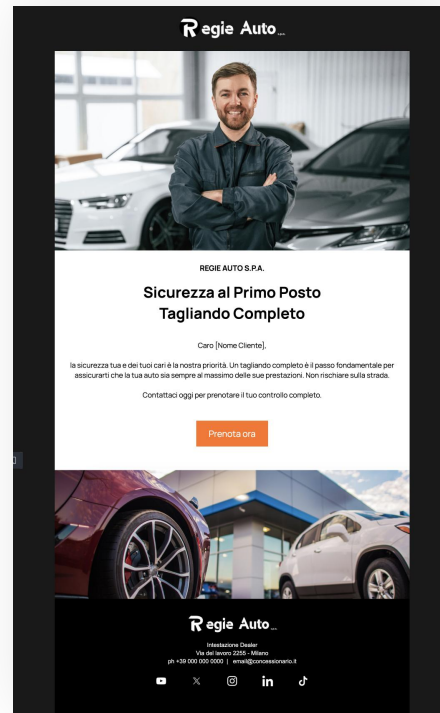 Regie Auto
REGIE AUTO S.P.A.
Sicurezza al Primo Posto
Tagliando Completo
Caro [Nome Cliente],
la sicurezza tua e dei tuoi cari è la nostra priorità. Un tagliando completo è il passo fondamentale per
assicurarti che la tua auto sia sempre al massimo delle sue prestazioni. Non rischiare sulla strada.
Contattaci oggi per prenotare il tuo controllo completo.
Prenota ora
Regie Auto
Intestazione Dealer
Via del lavoro 2255 - Milano
ph +39 000 000 0000 | email@concessionario.it